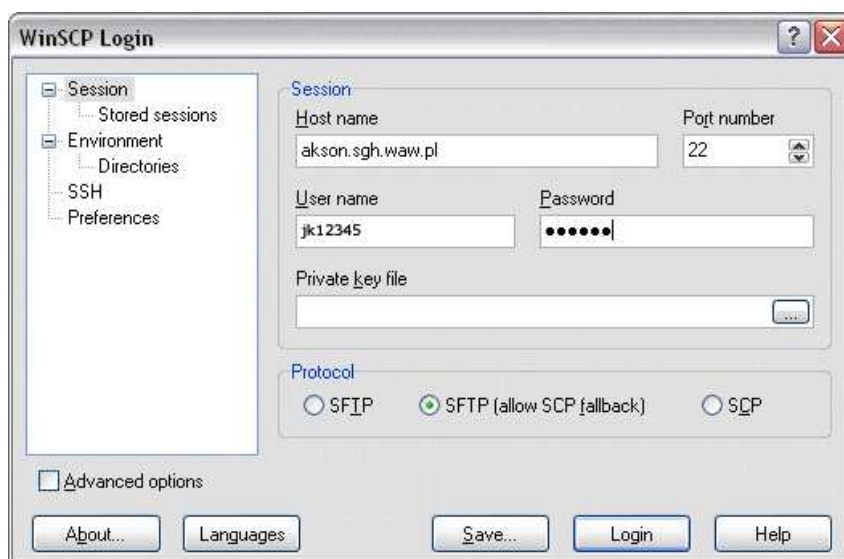 WinSCP Login
Session
Stored sessions
Environment
Directories
SSH
Preferences
Session
Host name Port number
akson.sgh.waw.pl 22
User name Password
jk12345 ••••••
Private key file
...
Protocol
SFTP SFTP (allow SCP fallback) SCP
Advanced options
About... Languages Save... Login Help